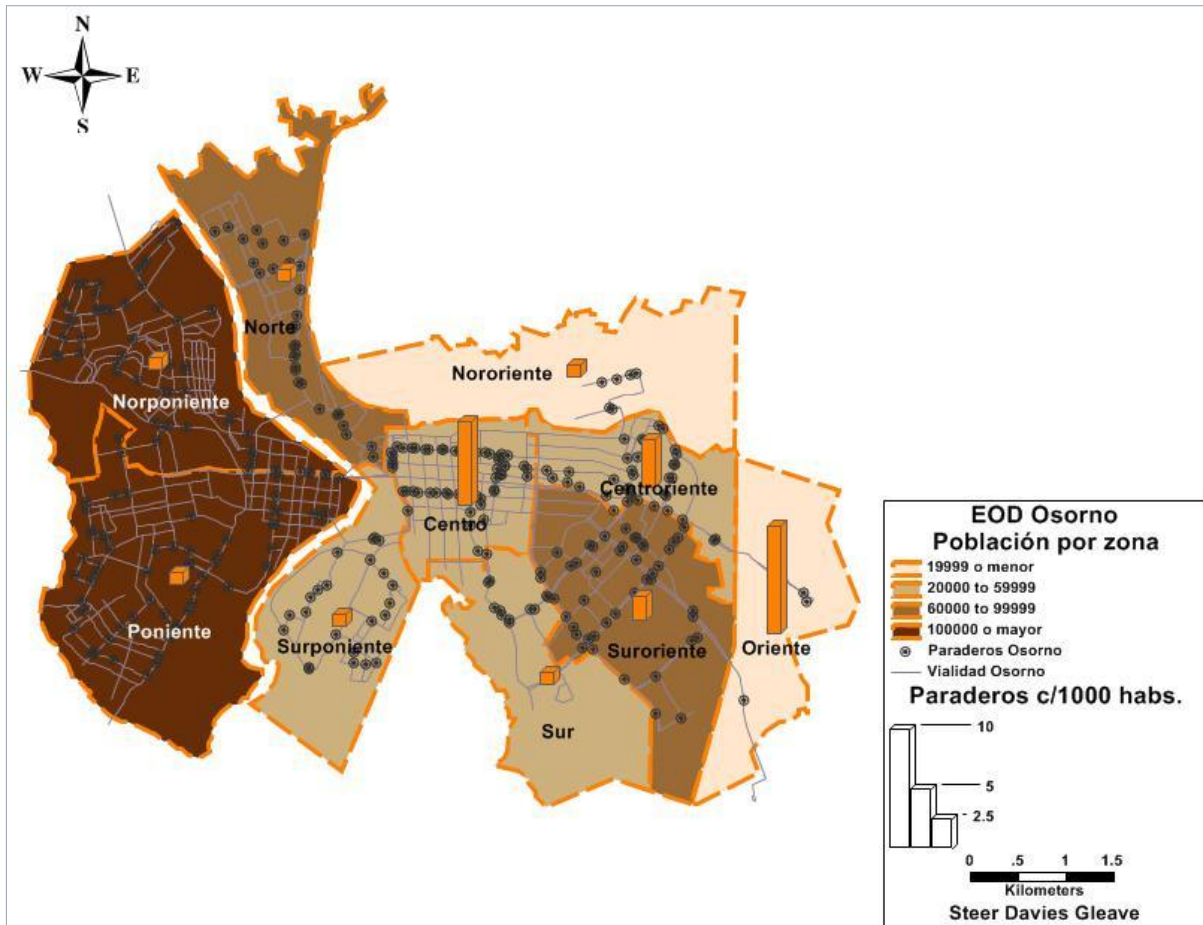 N
W E
S
Norte
Nororiente
Norponiente
Centroriente
Centro
Poniente
Surponiente
Suroriente
Oriente
Sur
EOD Osorno
Población por zona
19999 o menor
20000 to 59999
60000 to 99999
100000 o mayor
Paraderos Osorno
Vialidad Osorno
Paraderos c/1000 habs.
10
5
2.5
0 .5 1 1.5
Kilometers
Steer Davies Gleave